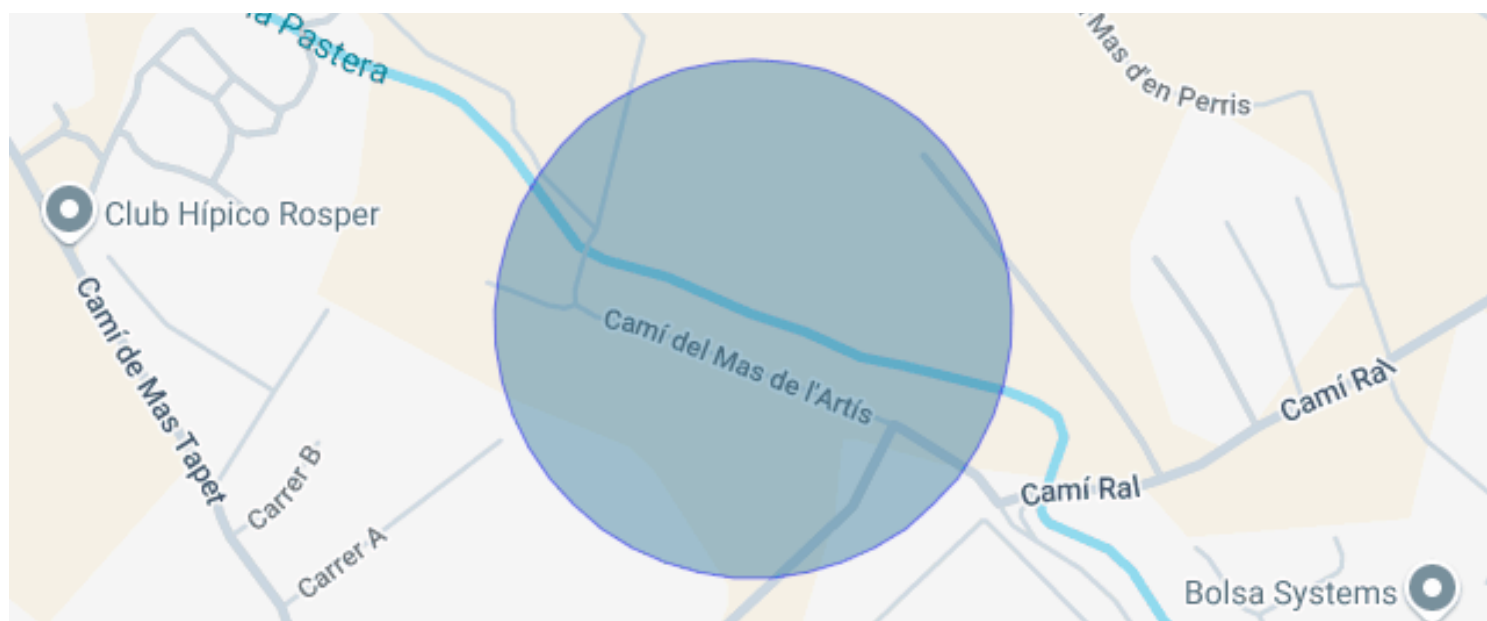 la Pastera
Mas d'en Perris
Club Hípico Rosper
Camí de Mas Tapet
Camí del Mas de l'Artís
Camí Ral
Carrer B
Camí Ral
Carrer A
Bolsa Systems